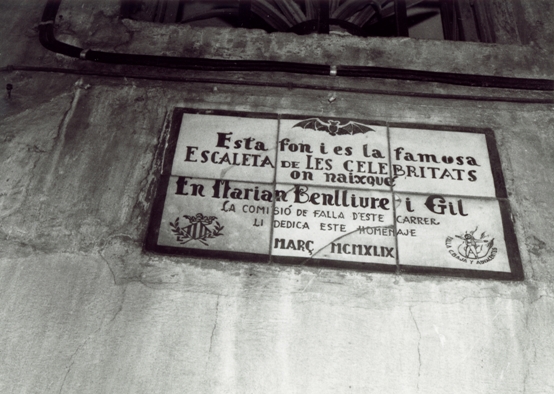 Esta fon i es la famosa
ESCALETA DE LES CELEBRITATS
on naixqué
En Marian Benlliure i Gil
LA COMISIÓ DE FALLA D'ESTE CARRER
LI DEDICA ESTE HOMENAJE
MARÇ MCMXLIX